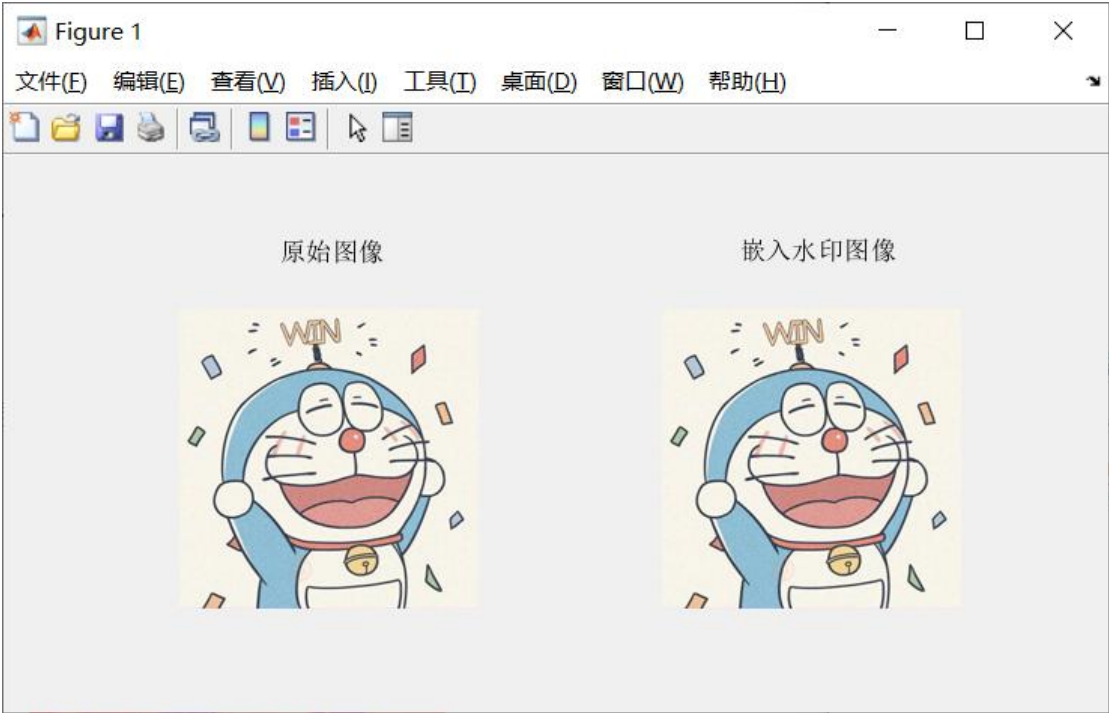 Figure 1
文件(F) 编辑(E) 查看(V) 插入(I) 工具(T) 桌面(D) 窗口(W) 帮助(H)
原始图像 嵌入水印图像
WIN WIN